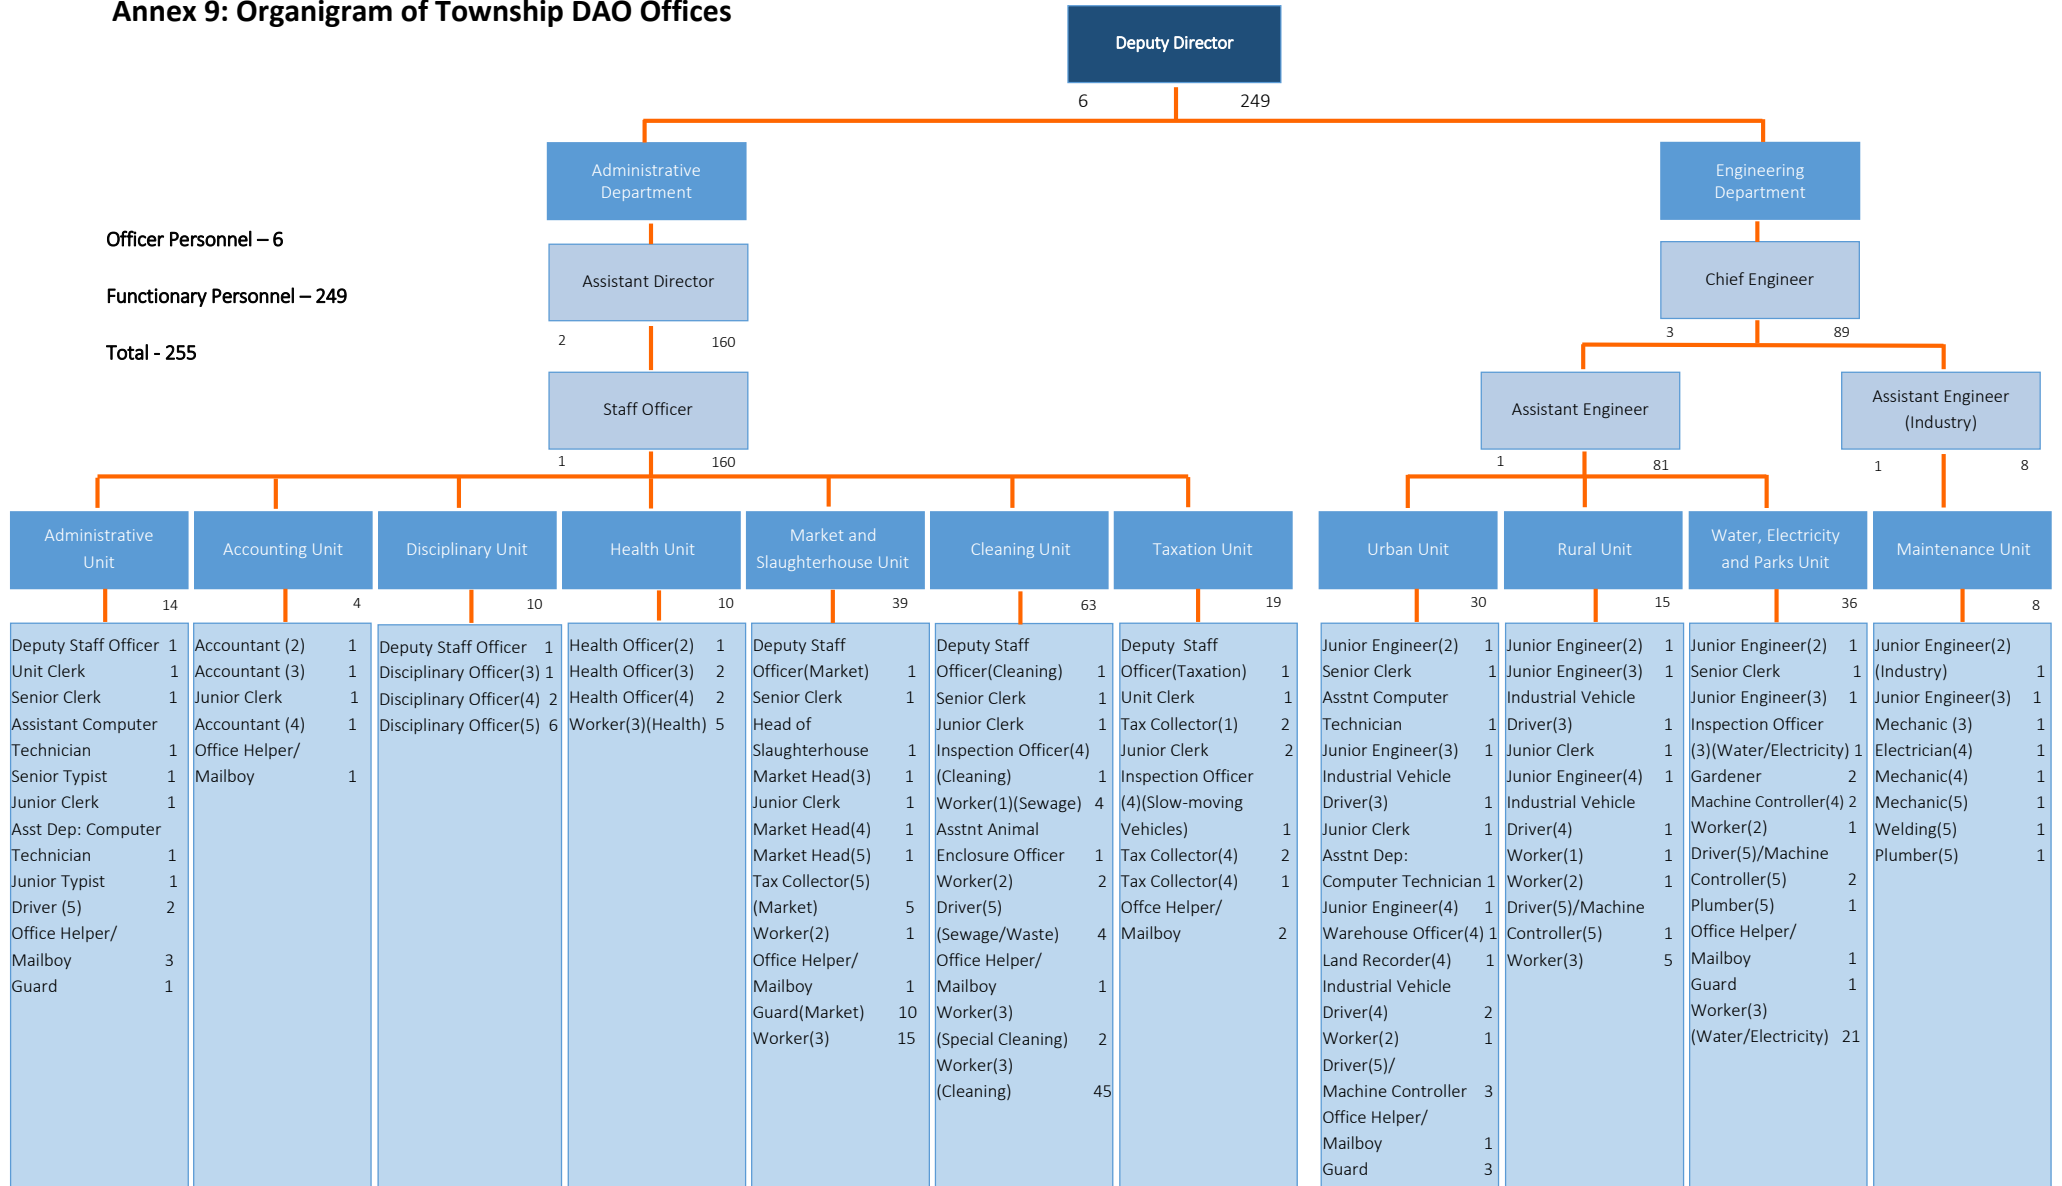 Annex 9: Organigram of Township DAO Offices
Deputy Director
6 249
Administrative
Department
Engineering
Department
Officer Personnel – 6
Functionary Personnel – 249
Total - 255
Assistant Director
2 160
Staff Officer
1 160
Chief Engineer
3 89
Assistant Engineer
1 81
Assistant Engineer
(Industry)
1 8
Administrative
Unit
14
Deputy Staff Officer 1
Unit Clerk 1
Senior Clerk 1
Assistant Computer
Technician 1
Senior Typist 1
Junior Clerk 1
Asst Dep: Computer
Technician 1
Junior Typist 1
Driver (5) 2
Office Helper/
Mailboy 3
Guard 1
Accounting Unit
4
Accountant (2) 1
Accountant (3) 1
Junior Clerk 1
Accountant (4) 1
Office Helper/
Mailboy 1
Disciplinary Unit
10
Deputy Staff Officer 1
Disciplinary Officer(3) 1
Disciplinary Officer(4) 2
Disciplinary Officer(5) 6
Health Unit
10
Health Officer(2) 1
Health Officer(3) 2
Health Officer(4) 2
Worker(3)(Health) 5
Market and
Slaughterhouse Unit
39
Deputy Staff
Officer(Market) 1
Senior Clerk 1
Head of
Slaughterhouse 1
Market Head(3) 1
Junior Clerk 1
Market Head(4) 1
Market Head(5) 1
Tax Collector(5)
(Market) 5
Worker(2) 1
Office Helper/
Mailboy 1
Guard(Market) 10
Worker(3) 15
Cleaning Unit
63
Deputy Staff
Officer(Cleaning) 1
Senior Clerk 1
Junior Clerk 1
Inspection Officer(4)
(Cleaning) 1
Worker(1)(Sewage) 4
Asstnt Animal
Enclosure Officer 1
Worker(2) 2
Driver(5)
(Sewage/Waste) 4
Office Helper/
Mailboy 1
Worker(3)
(Special Cleaning) 2
Worker(3)
(Cleaning) 45
Taxation Unit
19
Deputy Staff
Officer(Taxation) 1
Unit Clerk 1
Tax Collector(1) 2
Junior Clerk 2
Inspection Officer
(4)(Slow-moving
Vehicles) 1
Tax Collector(4) 2
Tax Collector(4) 1
Offce Helper/
Mailboy 2
Urban Unit
30
Junior Engineer(2) 1
Senior Clerk 1
Asstnt Computer
Technician 1
Junior Engineer(3) 1
Industrial Vehicle
Driver(3) 1
Junior Clerk 1
Asstnt Dep:
Computer Technician 1
Junior Engineer(4) 1
Warehouse Officer(4) 1
Land Recorder(4) 1
Industrial Vehicle
Driver(4) 2
Worker(2) 1
Driver(5)/
Machine Controller 3
Office Helper/
Mailboy 1
Guard 3
Rural Unit
15
Junior Engineer(2) 1
Junior Engineer(3) 1
Industrial Vehicle
Driver(3) 1
Junior Clerk 1
Junior Engineer(4) 1
Industrial Vehicle
Driver(4) 1
Worker(1) 1
Worker(2) 1
Driver(5)/Machine
Controller(5) 1
Worker(3) 5
Water, Electricity
and Parks Unit
36
Junior Engineer(2) 1
Senior Clerk 1
Junior Engineer(3) 1
Inspection Officer
(3)(Water/Electricity) 1
Gardener 2
Machine Controller(4) 2
Worker(2) 1
Driver(5)/Machine
Controller(5) 2
Plumber(5) 1
Office Helper/
Mailboy 1
Guard 1
Worker(3)
(Water/Electricity) 21
Maintenance Unit
8
Junior Engineer(2)
(Industry) 1
Junior Engineer(3) 1
Mechanic (3) 1
Electrician(4) 1
Mechanic(4) 1
Mechanic(5) 1
Welding(5) 1
Plumber(5) 1